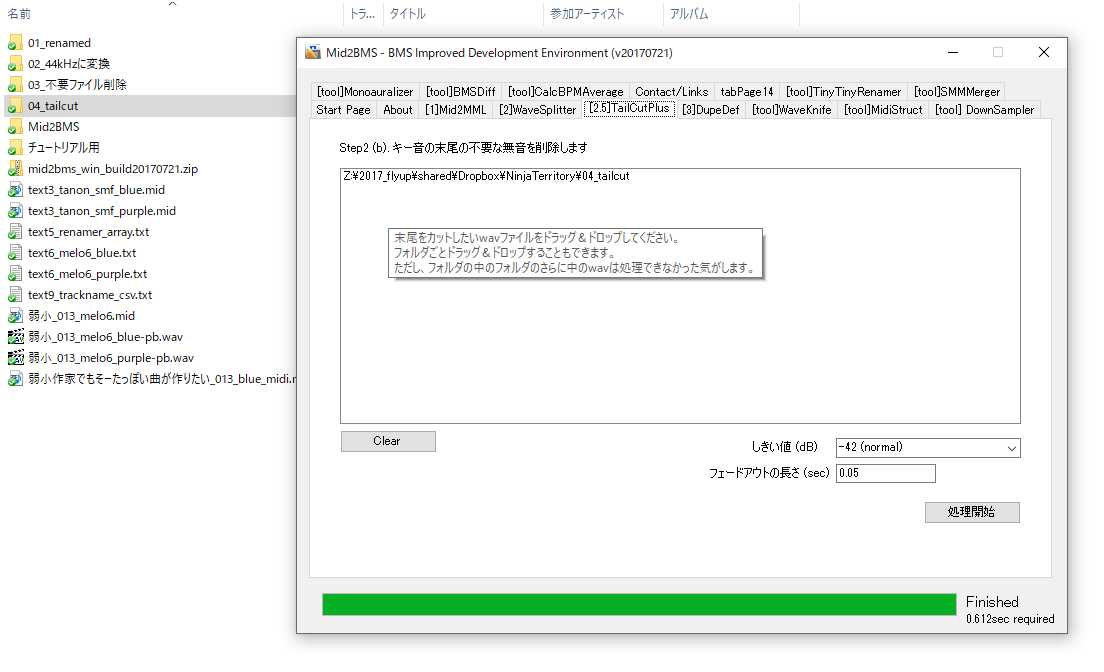 名前
トラ...
タイトル
参加アーティスト
アルバム
01_renamed
02_44kHzに変換
03_不要ファイル削除
04_tailcut
Mid2BMS
チュートリアル用
mid2bms_win_build20170721.zip
text3_tanon_smf_blue.mid
text3_tanon_smf_purple.mid
text5_renamer_array.txt
text6_melo6_blue.txt
text6_melo6_purple.txt
text9_trackname_csv.txt
弱小_013_melo6.mid
弱小_013_melo6_blue-pb.wav
弱小_013_melo6_purple-pb.wav
弱小作家でもそーたっぽい曲が作りたい_013_blue_midi.r
Mid2BMS - BMS Improved Development Environment (v20170721)
[tool]Monoauralizer [tool]BMSDiff [tool]CalcBPMAverage Contact/Links tabPage14 [tool]TinyTinyRenamer [tool]SMMMerger
Start Page About [1]Mid2MML [2]WaveSplitter [2.5]TailCutPlus [3]DupeDef [tool]WaveKnife [tool]MidiStruct [tool] DownSampler
Step2 (b). キー音の末尾の不要な無音を削除します
Z:¥2017_flyup¥shared¥Dropbox¥NinjaTerritory¥04_tailcut
末尾をカットしたいwavファイルをドラッグ＆ドロップしてください。
フォルダごとドラッグ＆ドロップすることもできます。
ただし、フォルダの中のフォルダのさらに中のwavは処理できなかった気がします。
Clear
しきい値 (dB)
-42 (normal)
フェードアウトの長さ (sec)
0.05
処理開始
Finished
0.612sec required